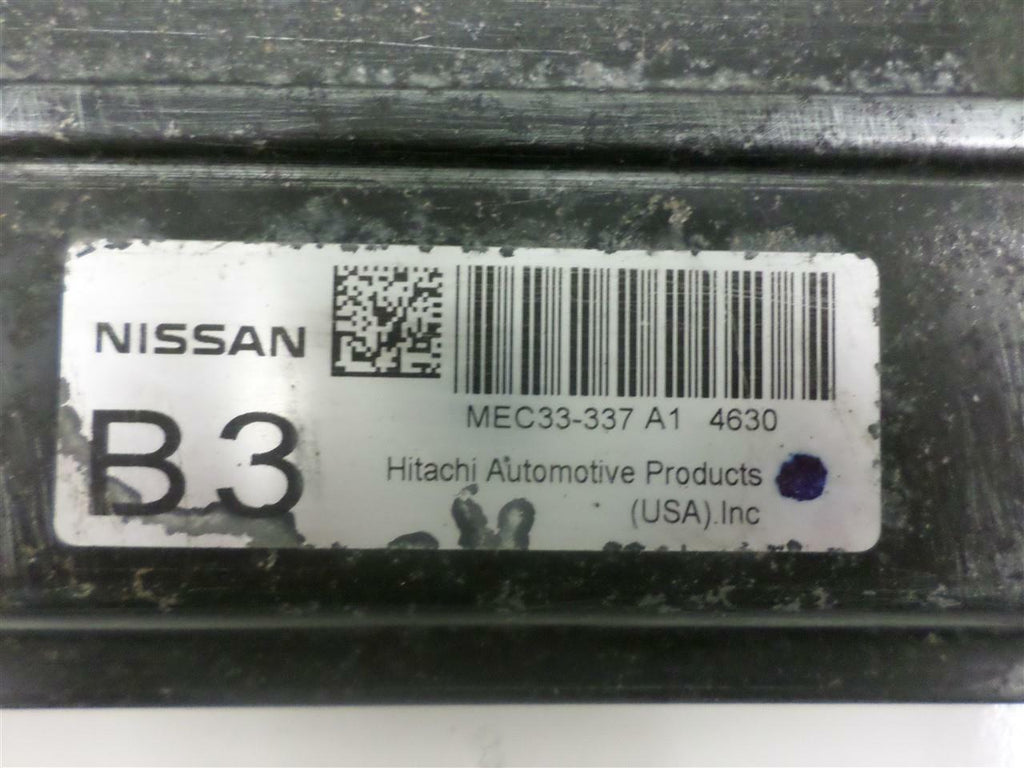 NISSAN
B3
MEC33-337 A1 4630
Hitachi Automotive Products
(USA).Inc